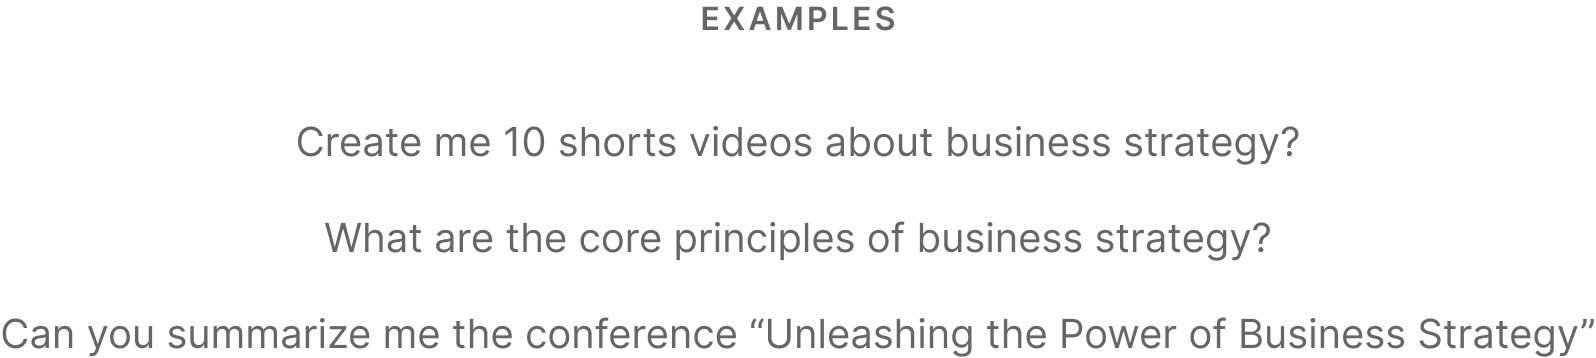 EXAMPLES
Create me 10 shorts videos about business strategy?
What are the core principles of business strategy?
Can you summarize me the conference “Unleashing the Power of Business Strategy”